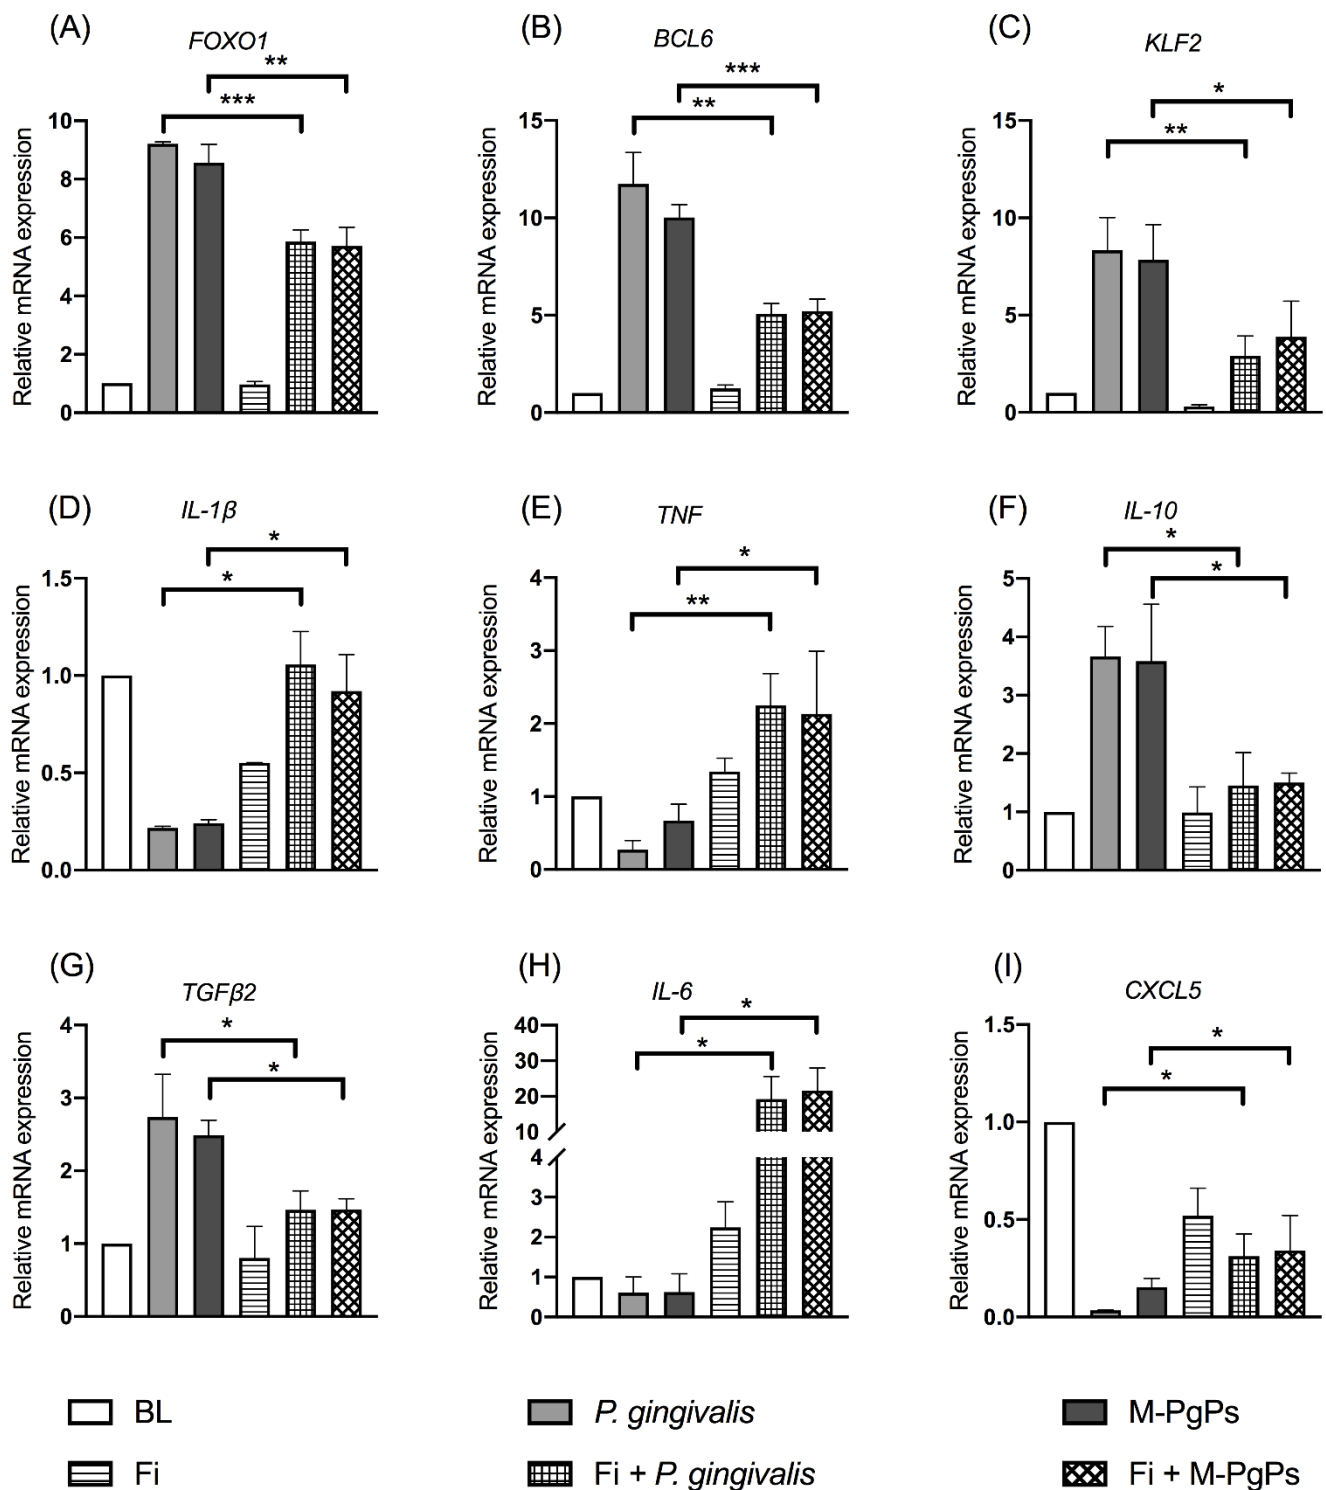 (A)
FOXO1
**
***
Relative mRNA expression
10
8
6
4
2
0
(B)
BCL6
***
**
Relative mRNA expression
15
10
5
0
(C)
KLF2
*
**
Relative mRNA expression
15
10
5
0
(D)
IL-1β
*
*
Relative mRNA expression
1.5
1.0
0.5
0.0
(E)
TNF
*
**
Relative mRNA expression
4
3
2
1
0
(F)
IL-10
*
*
Relative mRNA expression
5
4
3
2
1
0
(G)
TGFβ2
*
*
Relative mRNA expression
4
3
2
1
0
(H)
IL-6
*
*
Relative mRNA expression
40
30
20
10
4
3
2
1
0
(I)
CXCL5
*
*
Relative mRNA expression
1.5
1.0
0.5
0.0
BL
P. gingivalis
M-PgPs
Fi
Fi + P. gingivalis
Fi + M-PgPs